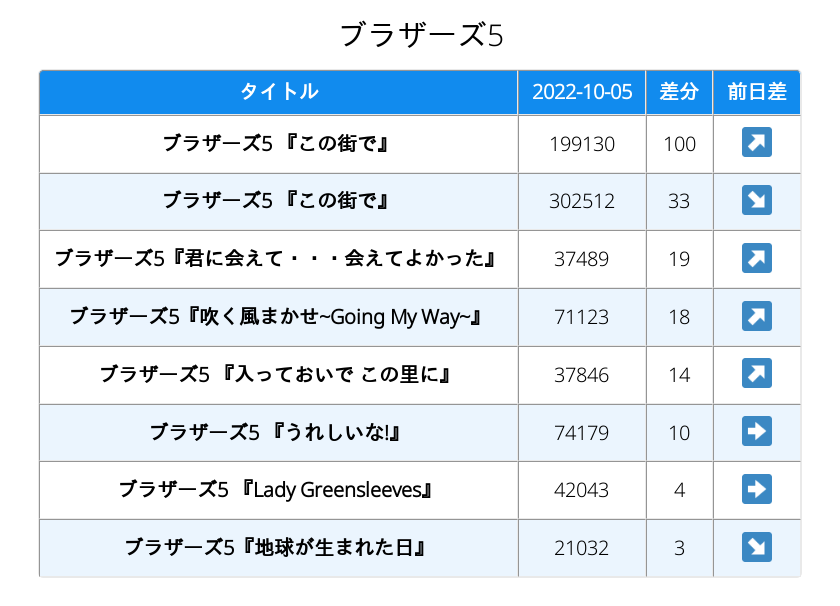 ブラザーズ5
タイトル 2022-10-05 差分 前日差
ブラザーズ5 『この街で』 199130 100 ↗
ブラザーズ5 『この街で』 302512 33 ↘
ブラザーズ5『君に会えて・・・会えてよかった』 37489 19 ↗
ブラザーズ5『吹く風まかせ~Going My Way~』 71123 18 ↗
ブラザーズ5 『入っておいで この里に』 37846 14 ↗
ブラザーズ5 『うれしいな!』 74179 10 ➡
ブラザーズ5 『Lady Greensleeves』 42043 4 ➡
ブラザーズ5『地球が生まれた日』 21032 3 ↘